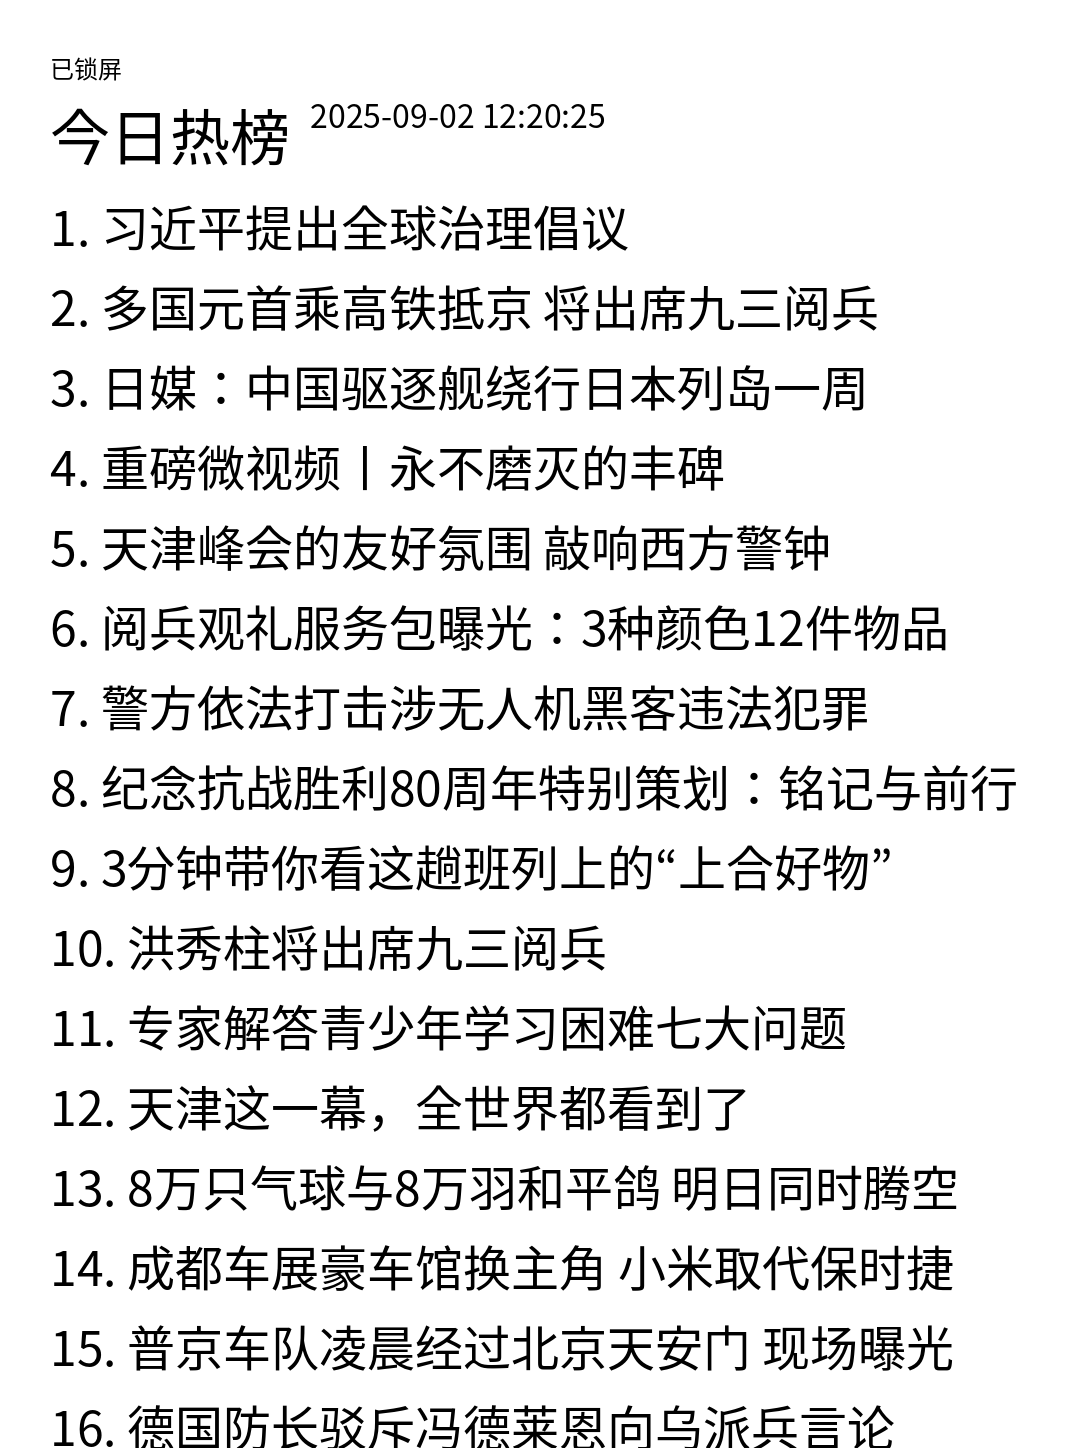 已锁屏
今日热榜 2025-09-02 12:20:25
1. 习近平提出全球治理倡议
2. 多国元首乘高铁抵京 将出席九三阅兵
3. 日媒：中国驱逐舰绕行日本列岛一周
4. 重磅微视频丨永不磨灭的丰碑
5. 天津峰会的友好氛围 敲响西方警钟
6. 阅兵观礼服务包曝光：3种颜色12件物品
7. 警方依法打击涉无人机黑客违法犯罪
8. 纪念抗战胜利80周年特别策划：铭记与前行
9. 3分钟带你看这趟班列上的“上合好物”
10. 洪秀柱将出席九三阅兵
11. 专家解答青少年学习困难七大问题
12. 天津这一幕，全世界都看到了
13. 8万只气球与8万羽和平鸽 明日同时腾空
14. 成都车展豪车馆换主角 小米取代保时捷
15. 普京车队凌晨经过北京天安门 现场曝光
16. 德国防长驳斥冯德莱恩向乌派兵言论